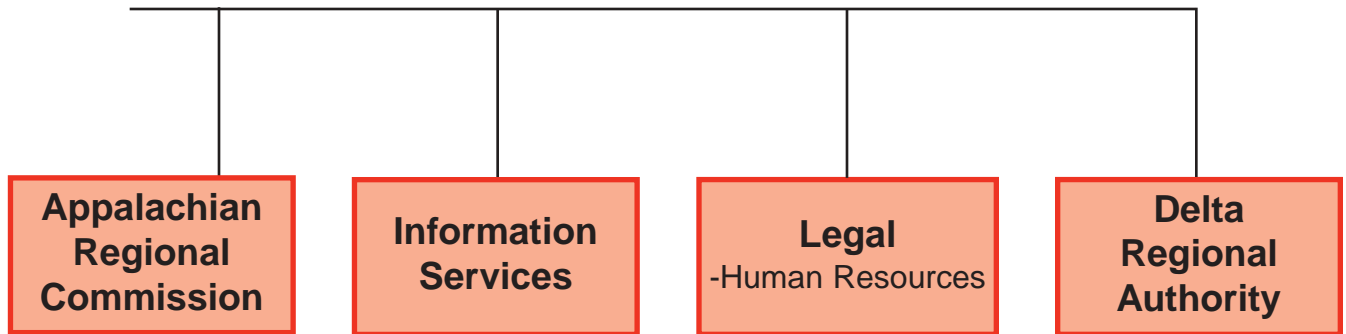 Appalachian
Regional
Commission
Information
Services
Legal
-Human Resources
Delta
Regional
Authority